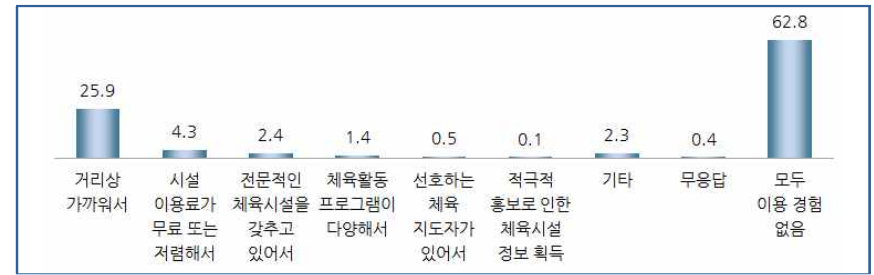 25.9
4.3
2.4
1.4
0.5
0.1
2.3
0.4
62.8
거리상
가까워서
시설
이용료가
무료 또는
저렴해서
전문적인
체육시설을
갖추고
있어서
체육활동
프로그램이
다양해서
선호하는
체육
지도자가
있어서
적극적
홍보로 인한
체육시설
정보 획득
기타
무응답
모두
이용 경험
없음